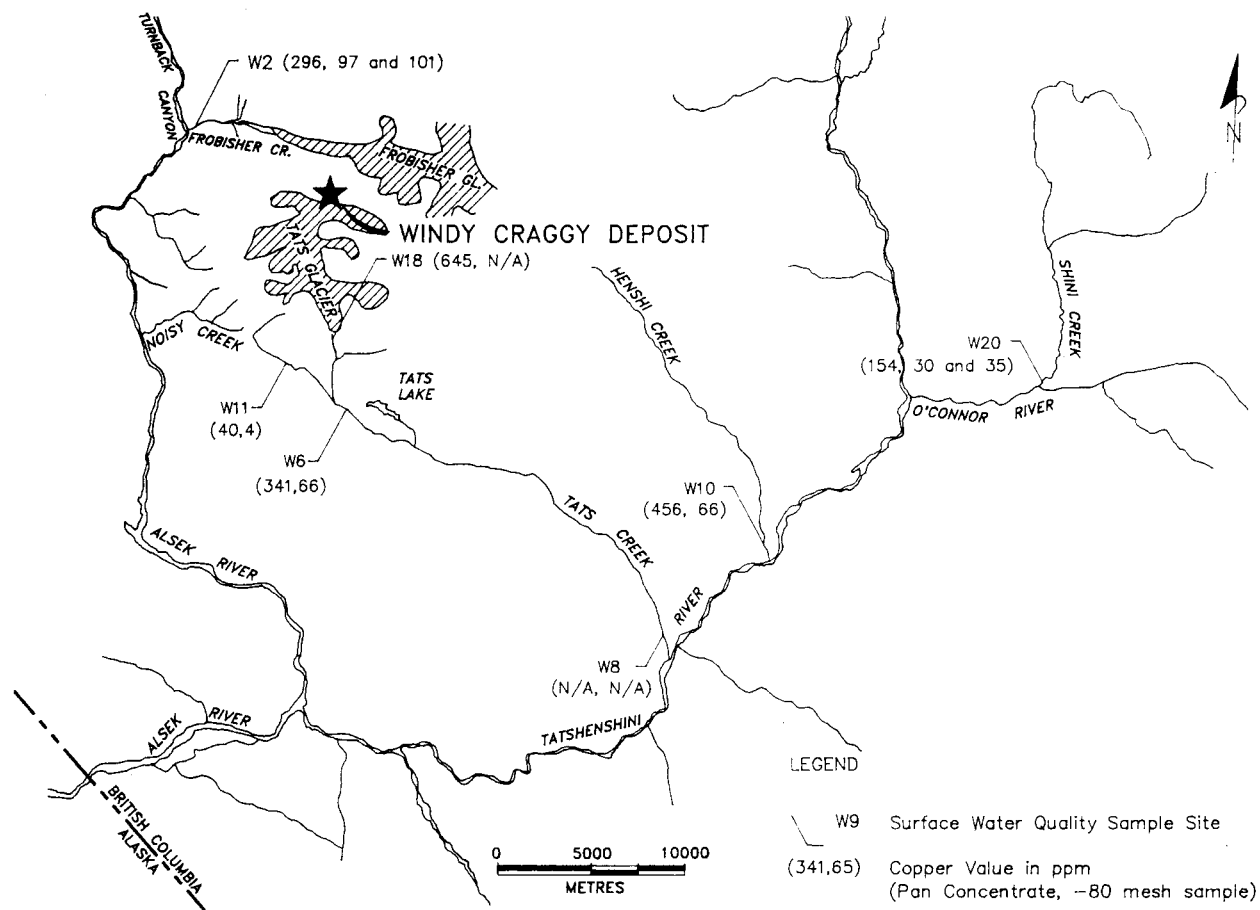 TURNBACK
CANYON
W2 (296, 97 and 101)
FROBISHER CR.
FROBISHER GL.
N
WINDY CRAGGY DEPOSIT
TATS GLACIER
W18 (645, N/A)
NOISY CREEK
HENSHI CREEK
SHINI CREEK
W20
(154, 30 and 35)
O'CONNOR RIVER
TATS
LAKE
W11
(40,4)
W6
(341,66)
W10
(456, 66)
TATS CREEK
ALSEK RIVER
RIVER
W8
(N/A, N/A)
TATSHENSHINI
ALSEK RIVER
BRITISH COLUMBIA
ALASKA
LEGEND
W9 Surface Water Quality Sample Site
(341,65) Copper Value in ppm
(Pan Concentrate, -80 mesh sample)
0 5000 10000
METRES